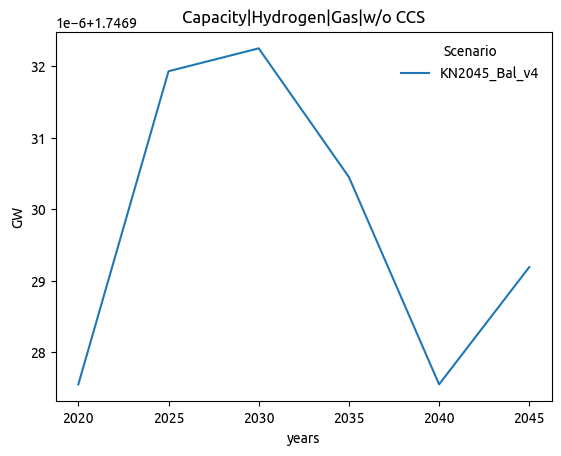 Capacity|Hydrogen|Gas|w/o CCS
1e−6+1.7469
Scenario
KN2045_Bal_v4
32
31
30
29
28
GW
2020 2025 2030 2035 2040 2045
years